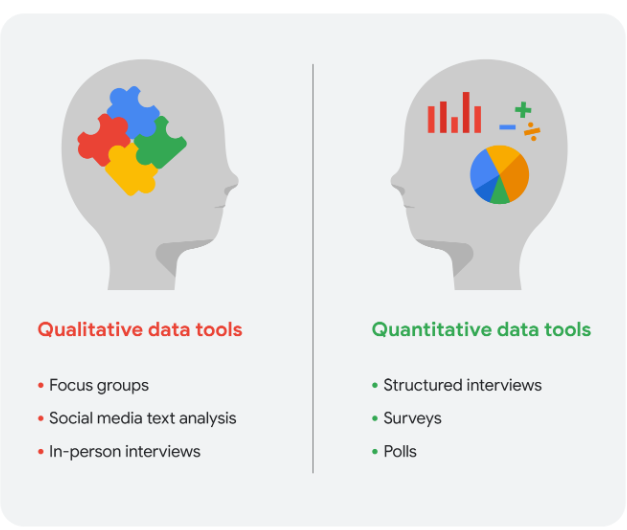 Qualitative data tools
• Focus groups
• Social media text analysis
• In-person interviews
Quantitative data tools
• Structured interviews
• Surveys
• Polls